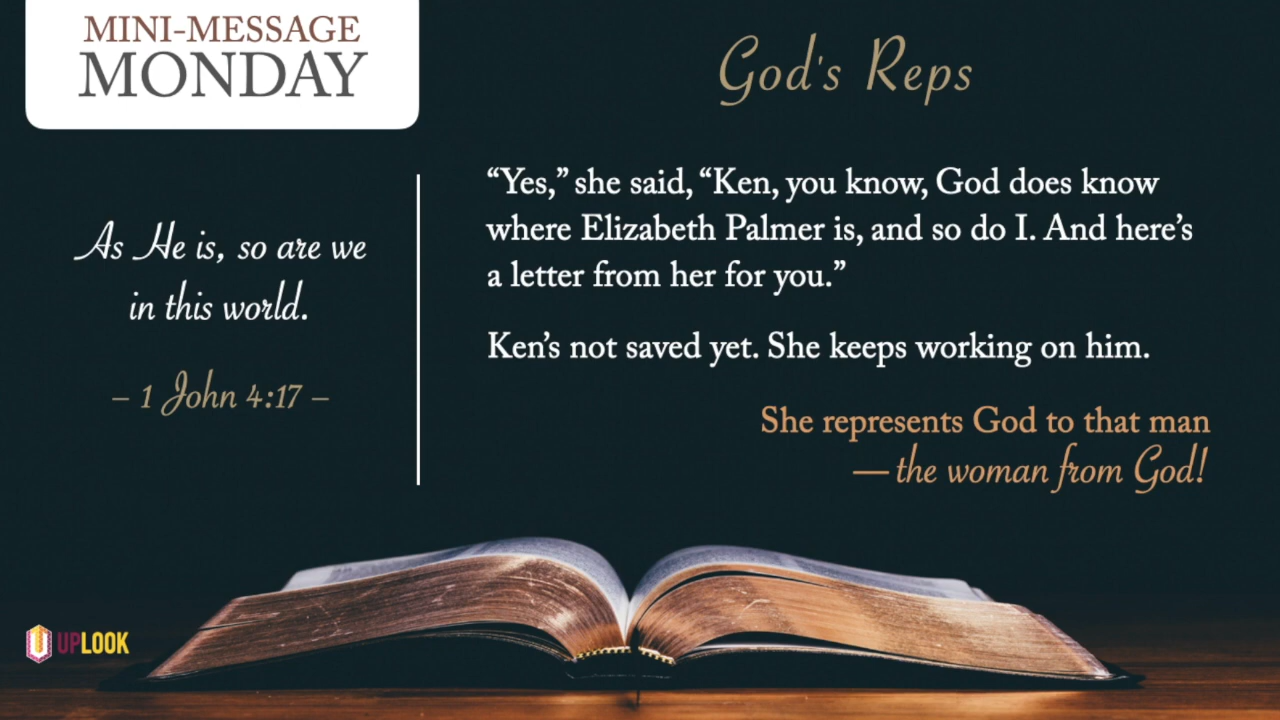 MINI-MESSAGE
MONDAY
God's Reps
As He is, so are we
in this world.
– 1 John 4:17 –
“Yes,” she said, “Ken, you know, God does know
where Elizabeth Palmer is, and so do I. And here’s
a letter from her for you.”
Ken’s not saved yet. She keeps working on him.
She represents God to that man
— the woman from God!
UPLOOK